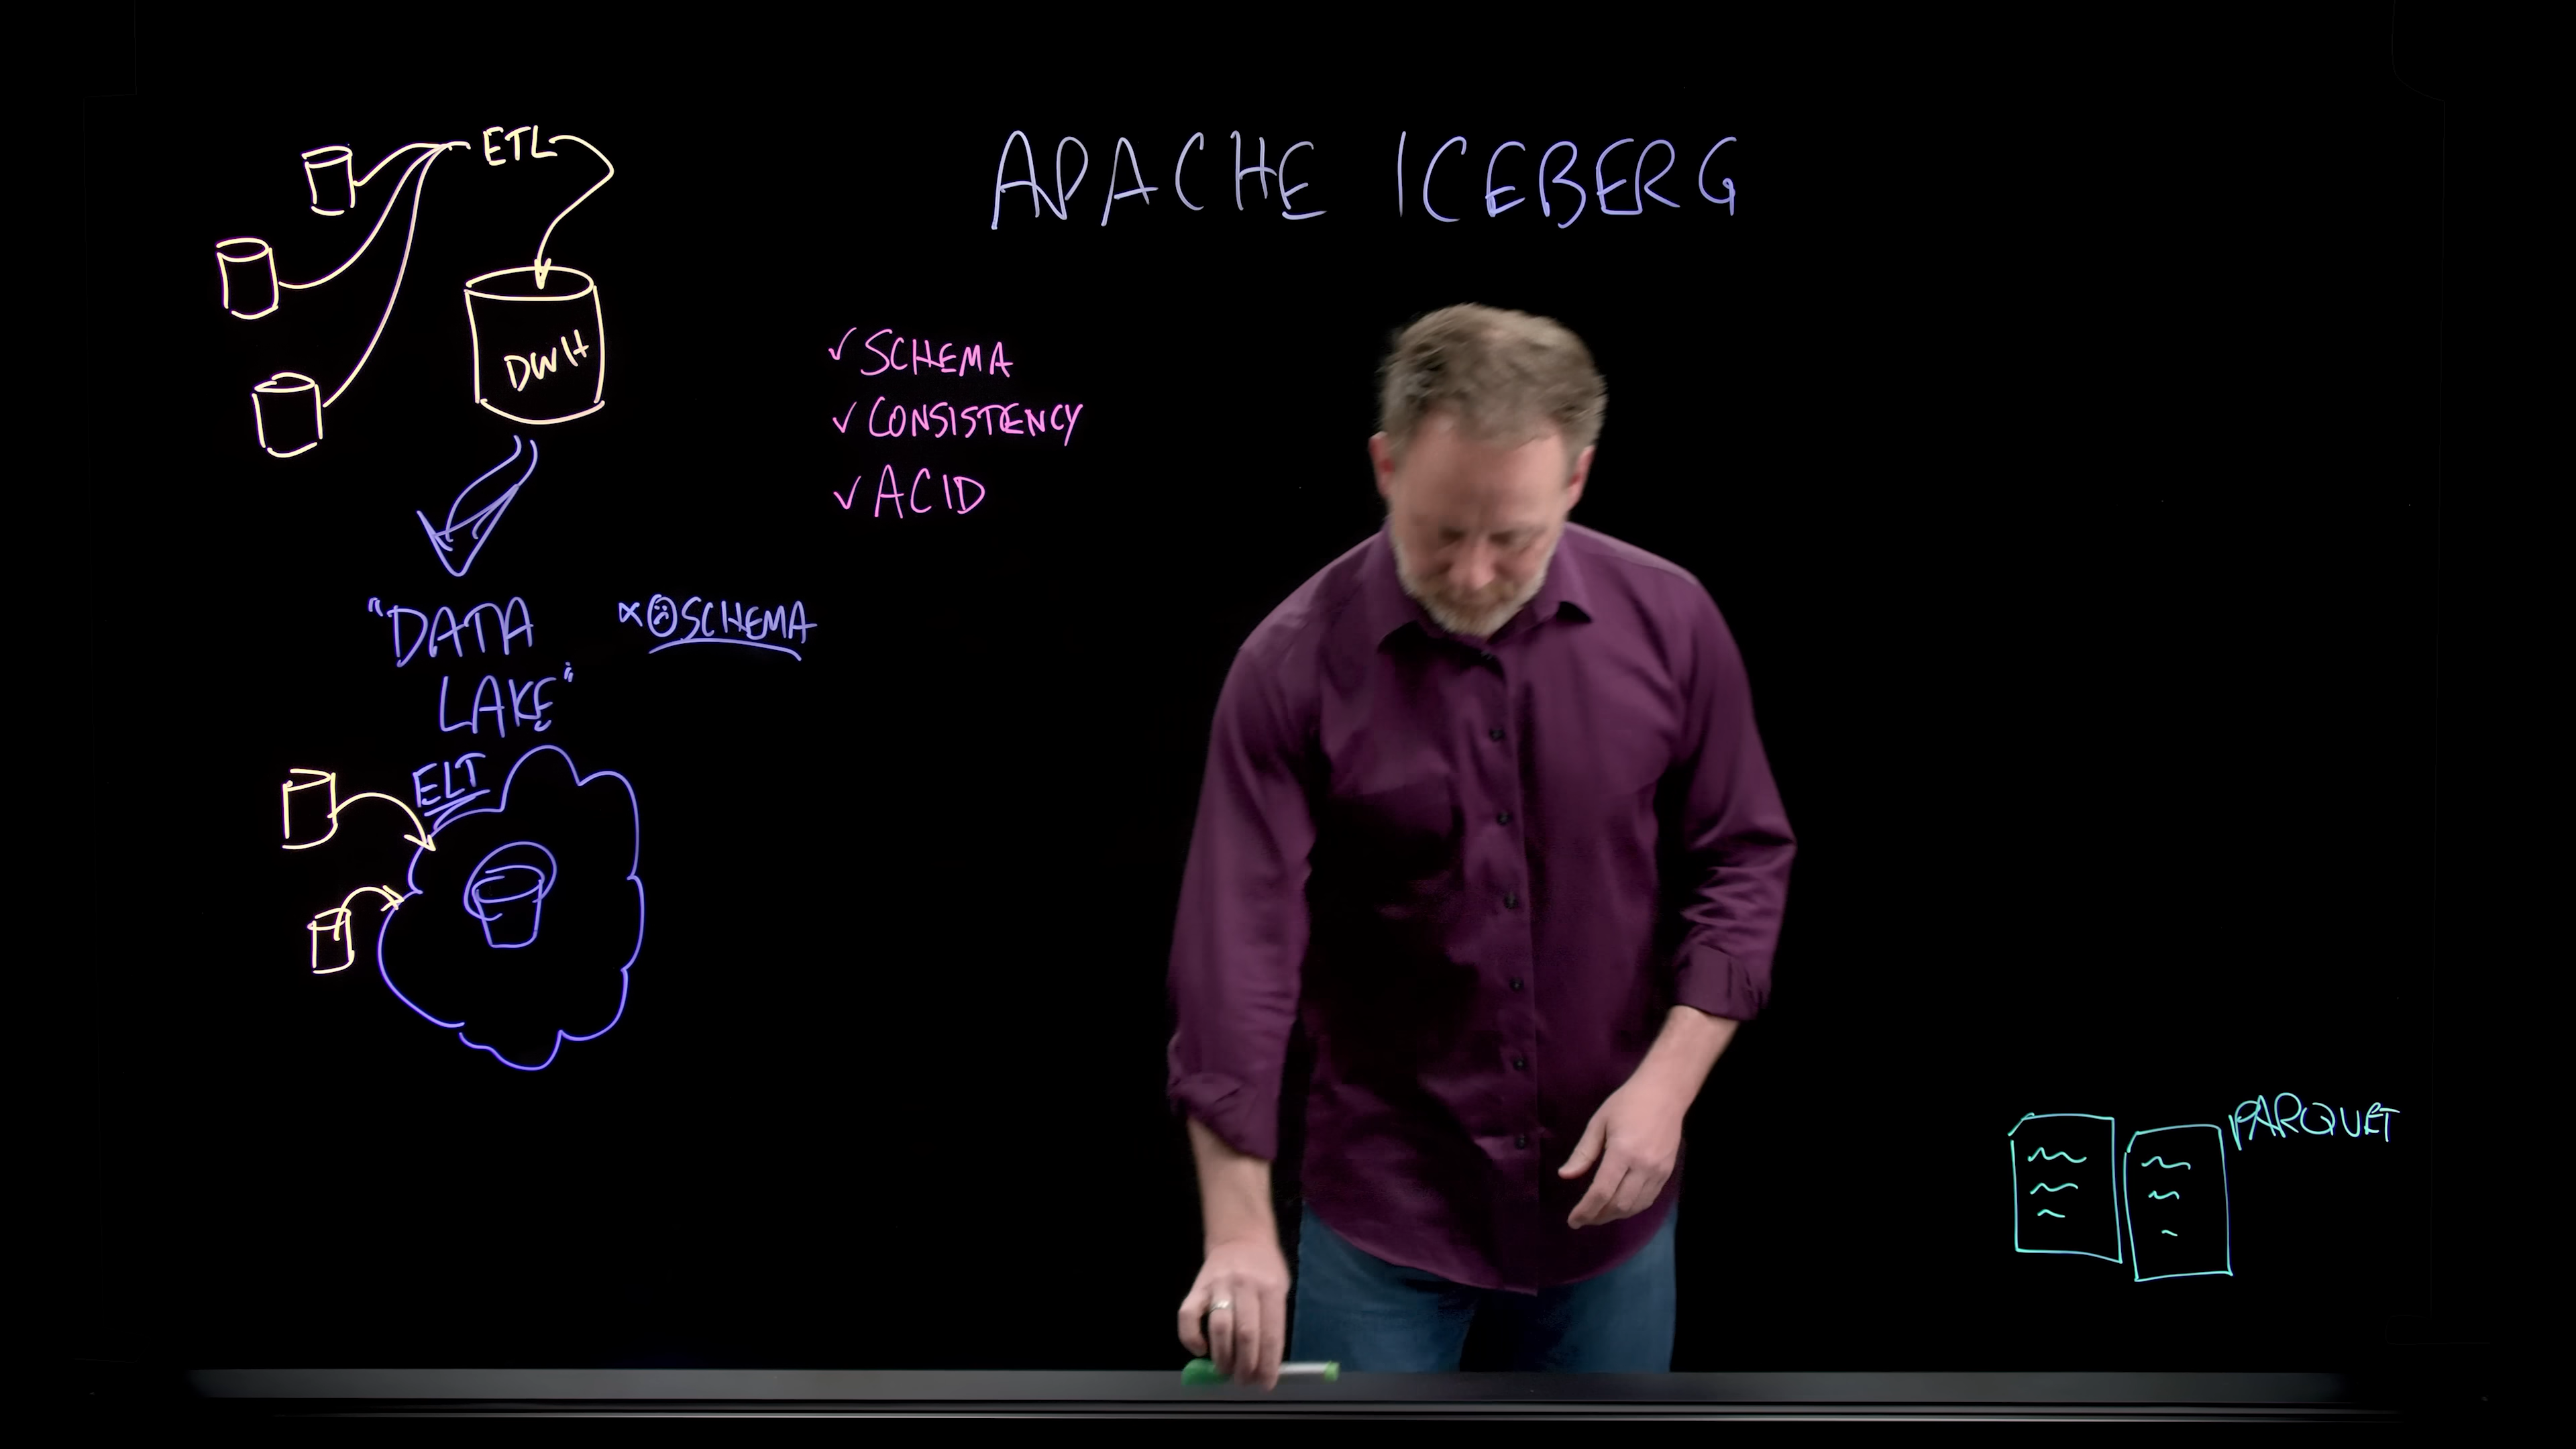 ETL
APACHE ICEBERG
DWH
✓ SCHEMA
✓ CONSISTENCY
✓ ACID
"DATA
LAKE"
× ☹ SCHEMA
ELT
PARQUET